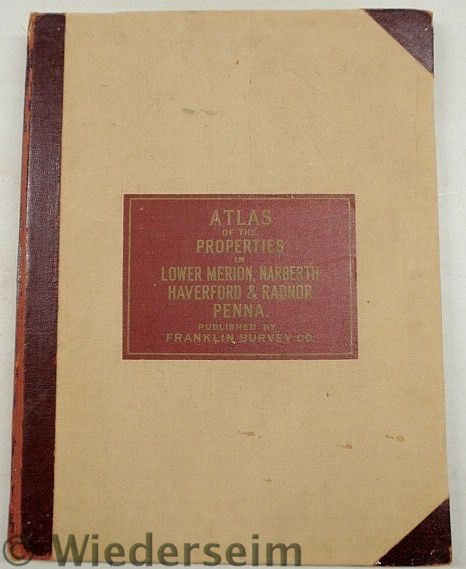 ATLAS
OF THE
PROPERTIES
IN
LOWER MERION, NARBERTH
HAVERFORD & RADNOR
PENNA.
PUBLISHED BY
FRANKLIN SURVEY CO.
© Wiederseim